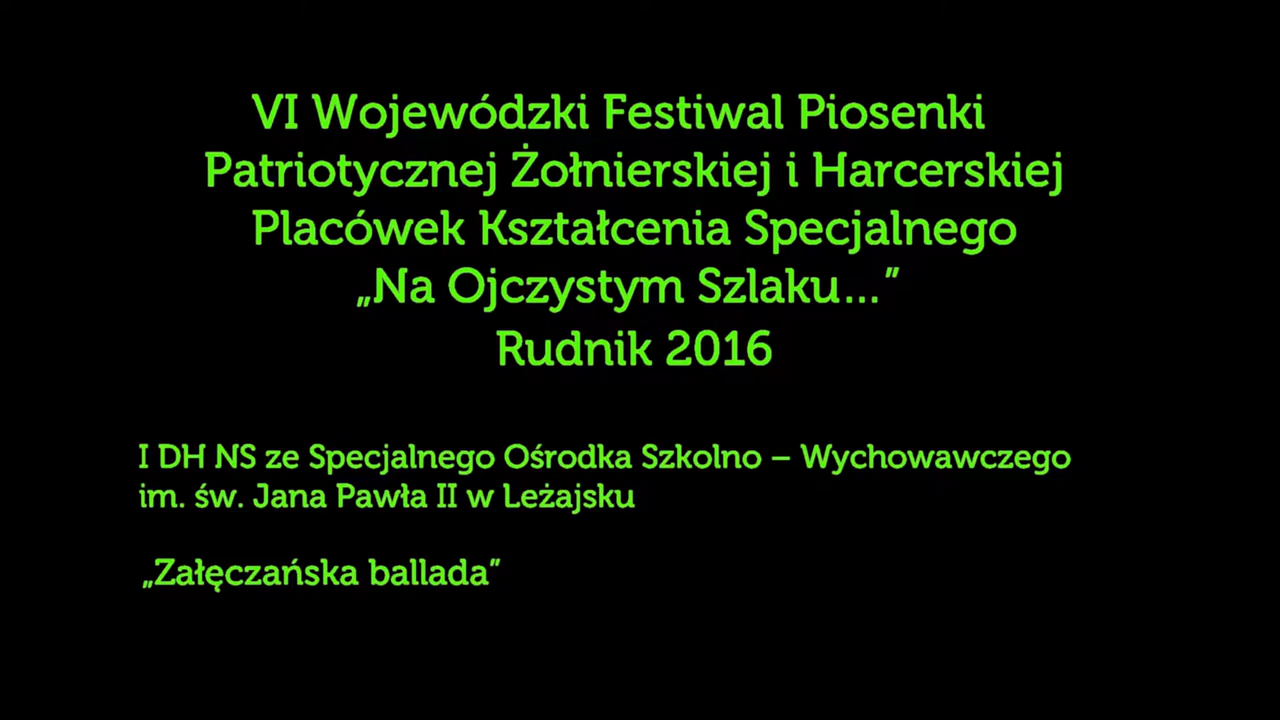 VI Wojewódzki Festiwal Piosenki
Patriotycznej Żołnierskiej i Harcerskiej
Placówek Kształcenia Specjalnego
„Na Ojczystym Szlaku...”
Rudnik 2016
I DH NS ze Specjalnego Ośrodka Szkolno – Wychowawczego
im. św. Jana Pawła II w Leżajsku
„Załęczańska ballada”